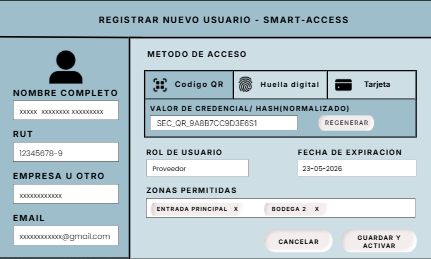 REGISTRAR NUEVO USUARIO - SMART-ACCESS
NOMBRE COMPLETO
xxxxx xxxxxxxx xxxxxxxxx
RUT
12345678-9
EMPRESA U OTRO
xxxxxxxxxxxx
EMAIL
xxxxxxxxxxxx@gmail.com
METODO DE ACCESO
Codigo QR
Huella digital
Tarjeta
VALOR DE CREDENCIAL/ HASH(NORMALIZADO)
SEC_QR_9A8B7CC9D3E6S1
REGENERAR
ROL DE USUARIO
FECHA DE EXPIRACION
Proveedor
23-05-2026
ZONAS PERMITIDAS
ENTRADA PRINCIPAL X
BODEGA 2 X
CANCELAR
GUARDAR Y
ACTIVAR